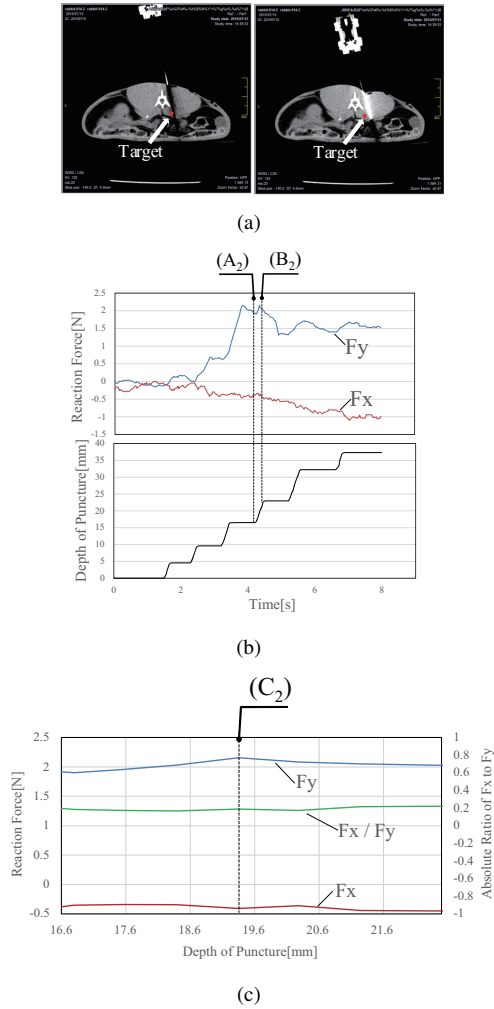 Target
Target
(a)
(A₂) (B₂)
2.5
2
1.5
1
0.5
0
-0.5
-1
-1.5
Reaction Force[N]
Fy
Fx
40
35
30
25
20
15
10
5
0
Depth of Puncture[mm]
0 2 4 6 8
Time[s]
(b)
(C₂)
2.5
2
1.5
1
0.5
0
-0.5
Reaction Force[N]
Fy
Fx / Fy
Fx
1
0.8
0.6
0.4
0.2
0
-0.2
-0.4
-0.6
-0.8
-1
Absolute Ratio of Fx to Fy
16.6 17.6 18.6 19.6 20.6 21.6
Depth of Puncture[mm]
(c)